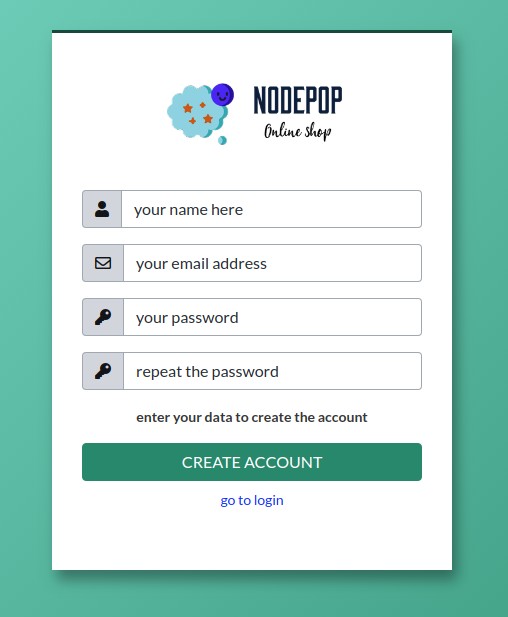 NODEPOP
Online shop
your name here
your email address
your password
repeat the password
enter your data to create the account
CREATE ACCOUNT
go to login